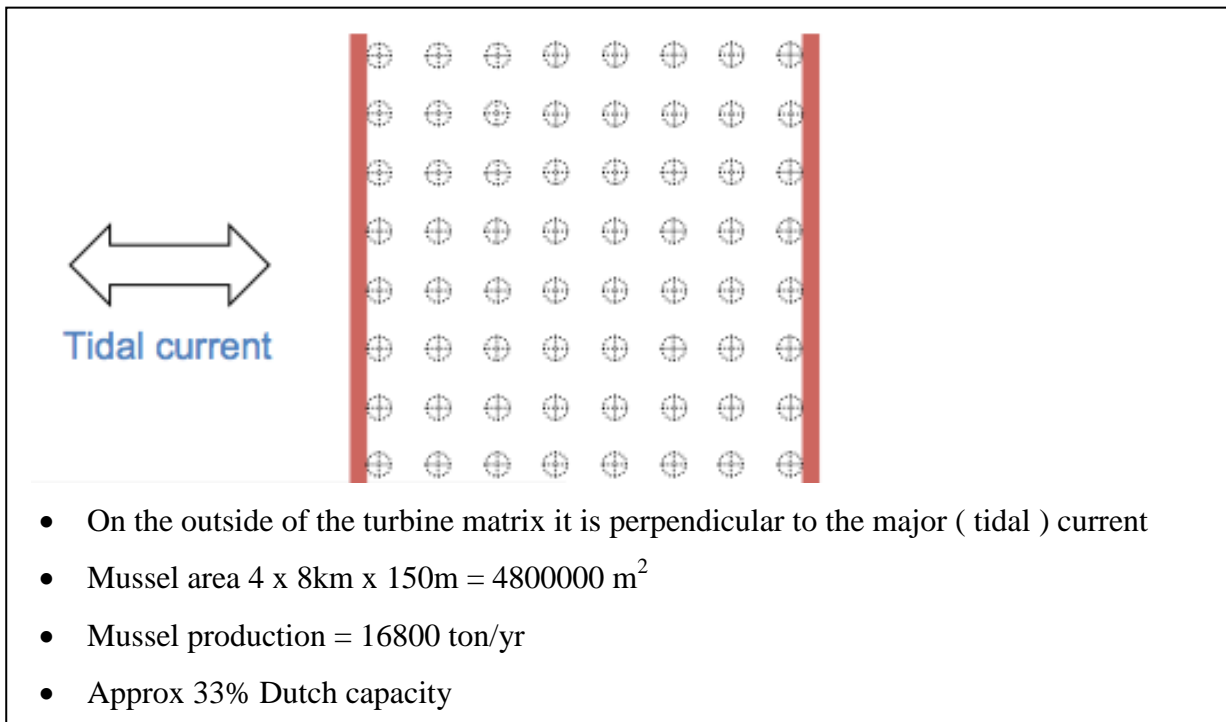 Tidal current
• On the outside of the turbine matrix it is perpendicular to the major ( tidal ) current
• Mussel area 4 x 8km x 150m = 4800000 m²
• Mussel production = 16800 ton/yr
• Approx 33% Dutch capacity